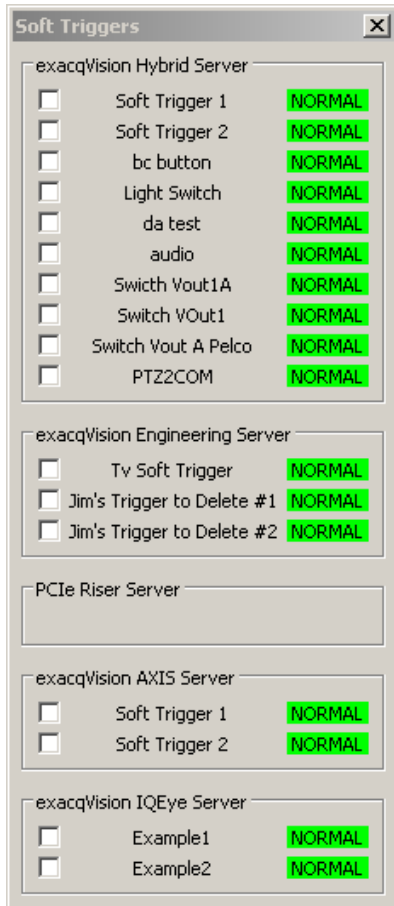 Soft Triggers
exacqVision Hybrid Server
Soft Trigger 1 NORMAL
Soft Trigger 2 NORMAL
bc button NORMAL
Light Switch NORMAL
da test NORMAL
audio NORMAL
Swicth Vout1A NORMAL
Switch VOut1 NORMAL
Switch Vout A Pelco NORMAL
PTZ2COM NORMAL
exacqVision Engineering Server
Tv Soft Trigger NORMAL
Jim's Trigger to Delete #1 NORMAL
Jim's Trigger to Delete #2 NORMAL
PCIe Riser Server
exacqVision AXIS Server
Soft Trigger 1 NORMAL
Soft Trigger 2 NORMAL
exacqVision IQEye Server
Example1 NORMAL
Example2 NORMAL